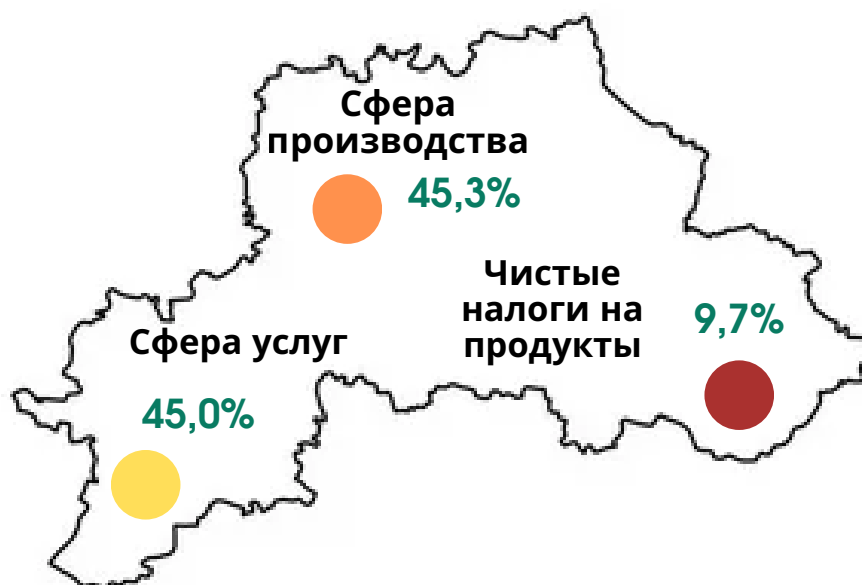 Сфера
производства
45,3%
Чистые
налоги на
продукты
9,7%
Сфера услуг
45,0%